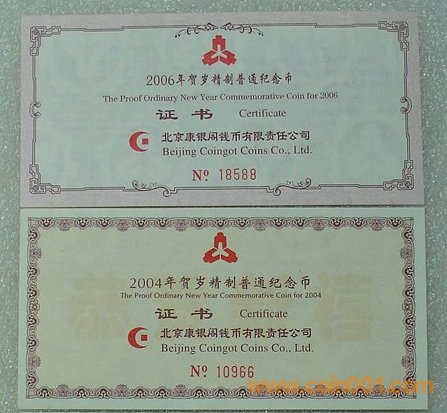 2006年贺岁精制普通纪念币
The Proof Ordinary New Year Commemorative Coin for 2006
证书 Certificate
北京康银阁钱币有限责任公司
Beijing Coingot Coins Co., Ltd.
Nº 18588
2004年贺岁精制普通纪念币
The Proof Ordinary New Year Commemorative Coin for 2004
证书 Certificate
北京康银阁钱币有限责任公司
Beijing Coingot Coins Co., Ltd.
Nº 10966